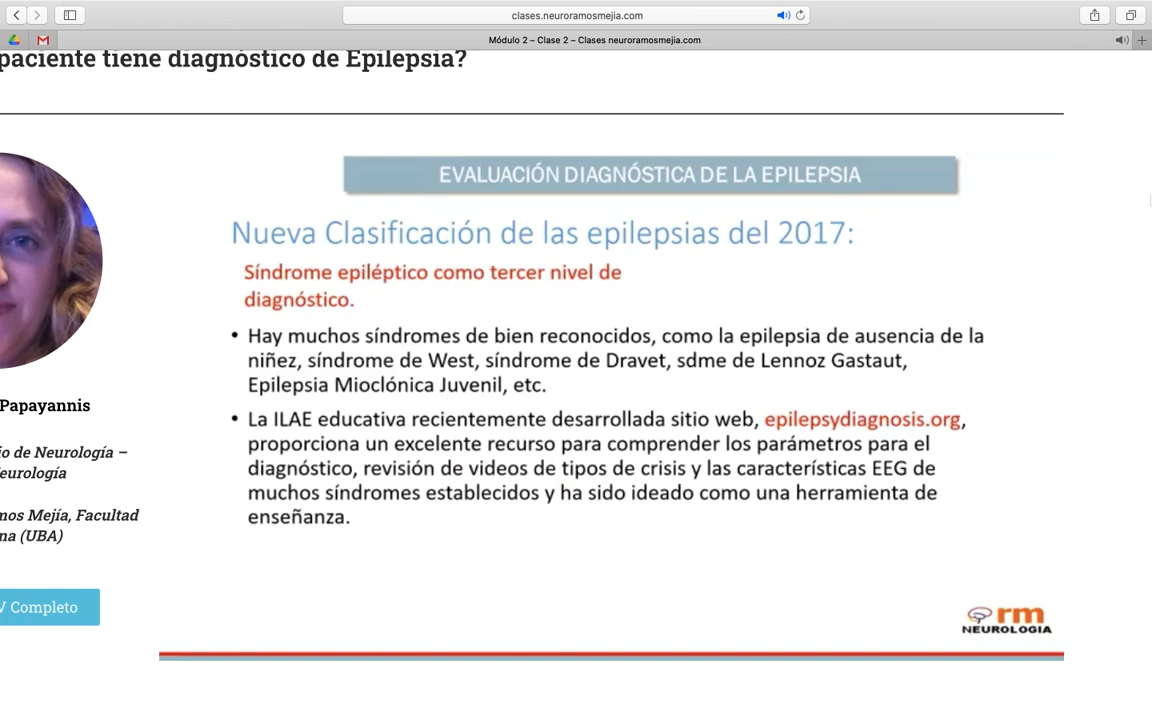 clases.neuroramosmejia.com
Módulo 2 – Clase 2 – Clases neuroramosmejia.com
paciente tiene diagnóstico de Epilepsia?
EVALUACIÓN DIAGNÓSTICA DE LA EPILEPSIA
Nueva Clasificación de las epilepsias del 2017:
Síndrome epiléptico como tercer nivel de
diagnóstico.
• Hay muchos síndromes de bien reconocidos, como la epilepsia de ausencia de la
niñez, síndrome de West, síndrome de Dravet, sdme de Lennoz Gastaut,
Epilepsia Mioclónica Juvenil, etc.
• La ILAE educativa recientemente desarrollada sitio web, epilepsydiagnosis.org,
proporciona un excelente recurso para comprender los parámetros para el
diagnóstico, revisión de videos de tipos de crisis y las características EEG de
muchos síndromes establecidos y ha sido ideado como una herramienta de
enseñanza.
Papayannis
de Neurología –
Mejía, Facultad
(UBA)
Completo
rm
NEUROLOGIA